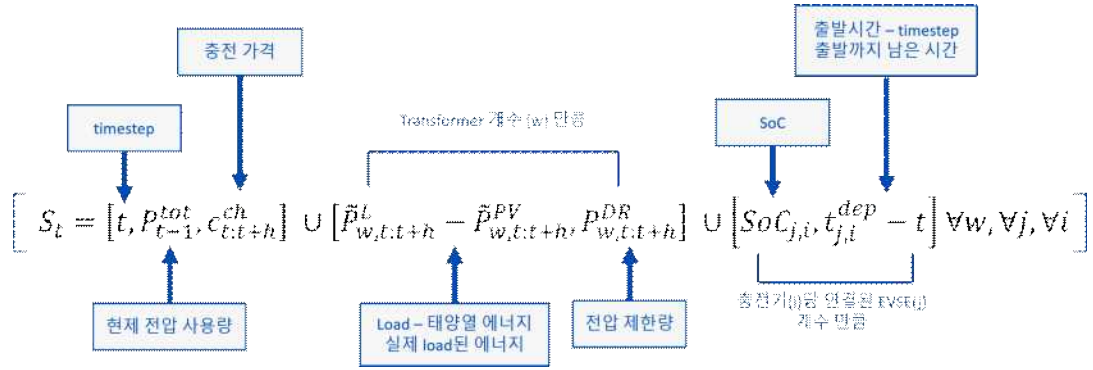 출발시간 – timestep
출발까지 남은 시간
충전 가격
timestep
Transformer 개수 (w) 만큼
SoC
S_t = [t, P^{tot}_{t-1}, c^{ch}_{t:t+h}] ∪ [P̃^L_{w,t:t+h} − P̃^{PV}_{w,t:t+h}, P^{DR}_{w,t:t+h}] ∪ [SoC_{j,i}, t^{dep}_{j,i} − t] ∀w, ∀j, ∀i
충전기(i)당 연결된 EVSE(j)
개수 만큼
현제 전압 사용량
Load – 태양열 에너지
실제 load된 에너지
전압 제한량